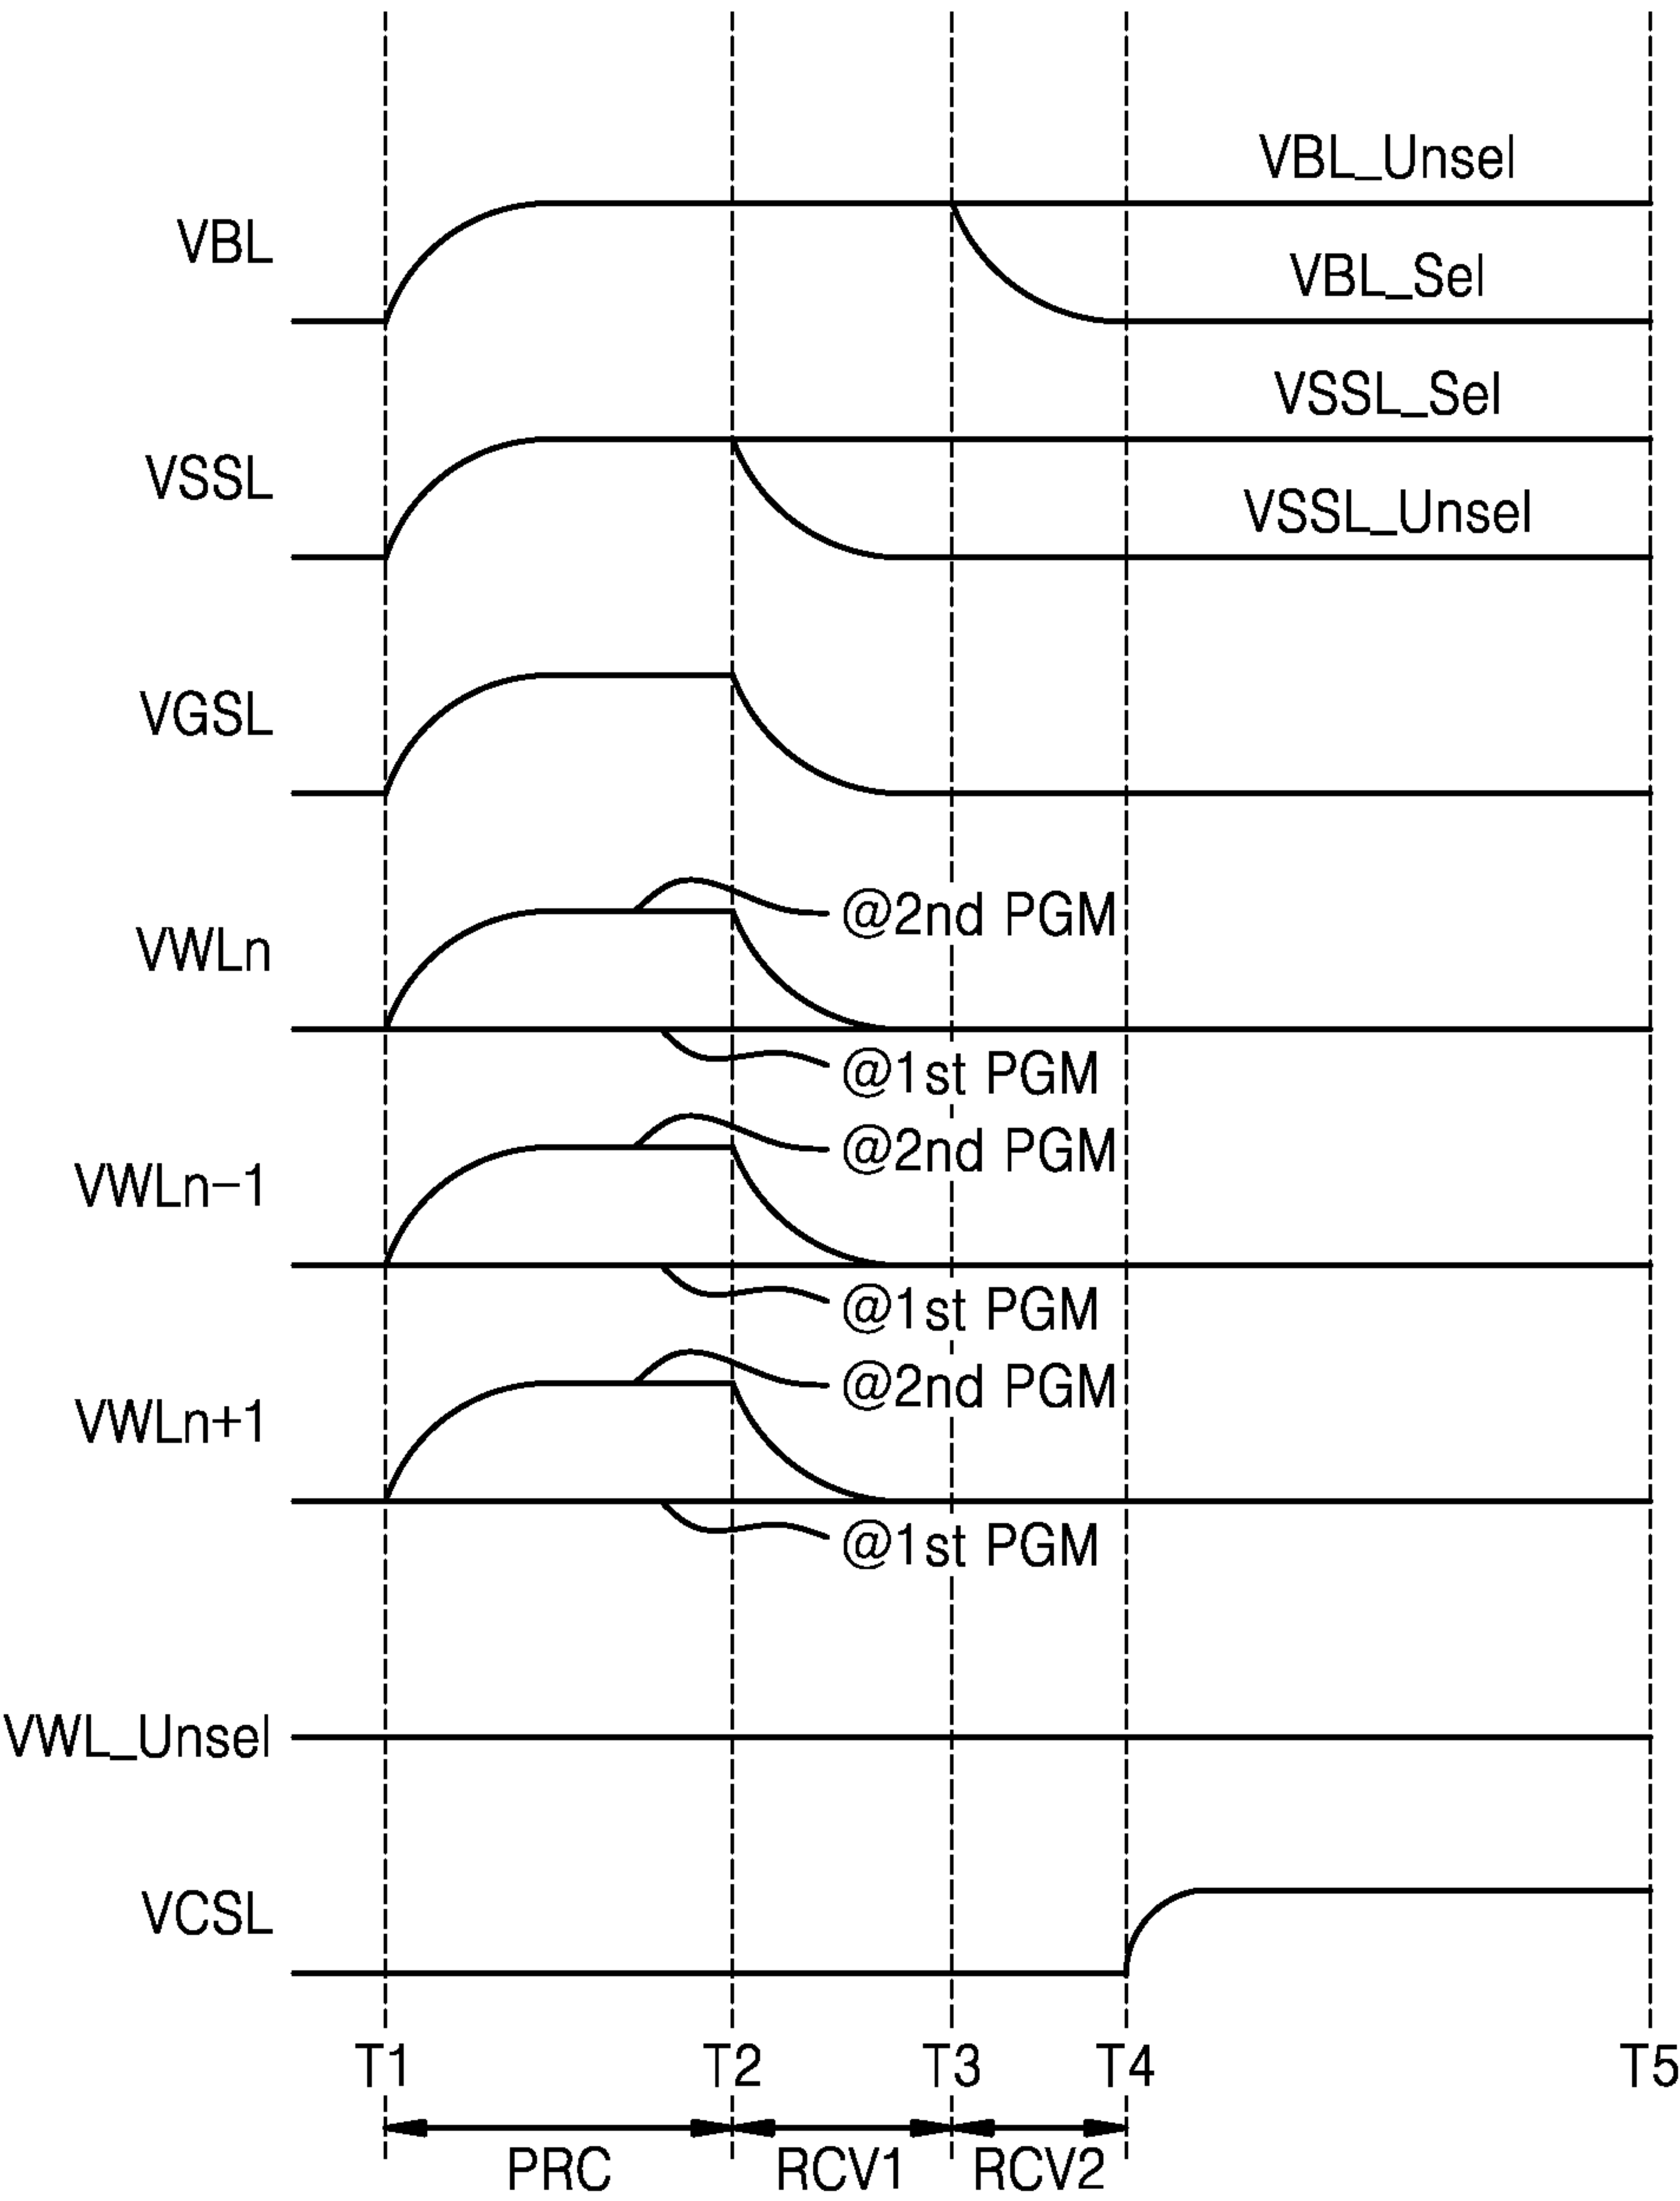 VBL_Unsel
VBL
VBL_Sel
VSSL_Sel
VSSL
VSSL_Unsel
VGSL
@2nd PGM
VWLn
@1st PGM
@2nd PGM
VWLn-1
@1st PGM
@2nd PGM
VWLn+1
@1st PGM
VWL_Unsel
VCSL
T1 T2 T3 T4 T5
PRC RCV1 RCV2